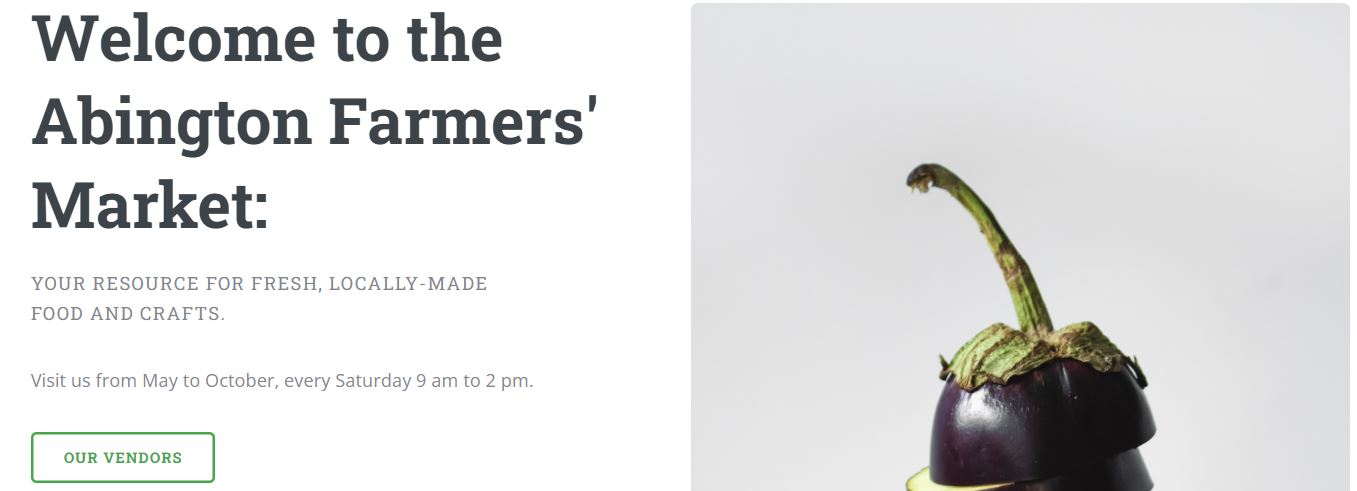 Welcome to the
Abington Farmers'
Market:
YOUR RESOURCE FOR FRESH, LOCALLY-MADE
FOOD AND CRAFTS.
Visit us from May to October, every Saturday 9 am to 2 pm.
OUR VENDORS